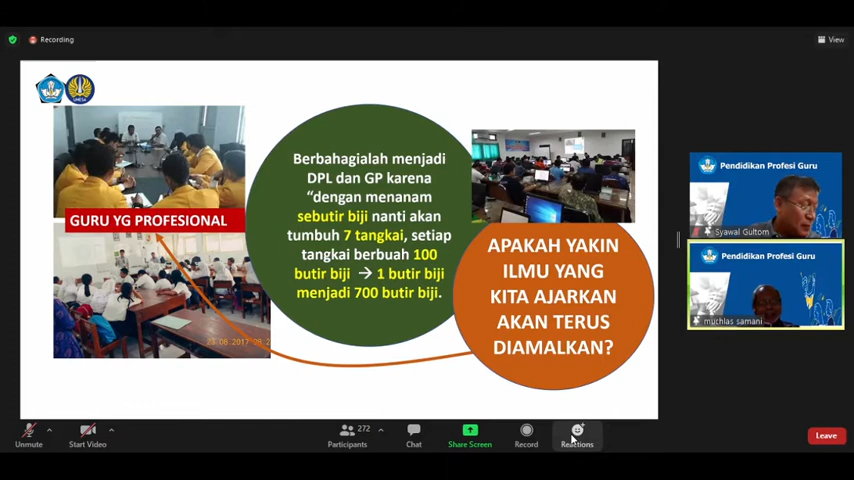 Recording
View
UNESA
GURU YG PROFESIONAL
Berbahagialah menjadi
DPL dan GP karena
“dengan menanam
sebutir biji nanti akan
tumbuh 7 tangkai, setiap
tangkai berbuah 100
butir biji → 1 butir biji
menjadi 700 butir biji.
APAKAH YAKIN
ILMU YANG
KITA AJARKAN
AKAN TERUS
DIAMALKAN?
Pendidikan Profesi Guru
Syawal Gultom
Pendidikan Profesi Guru
muchlas samani
Unmute
Start Video
272
Participants
Chat
Share Screen
Record
Reactions
Leave